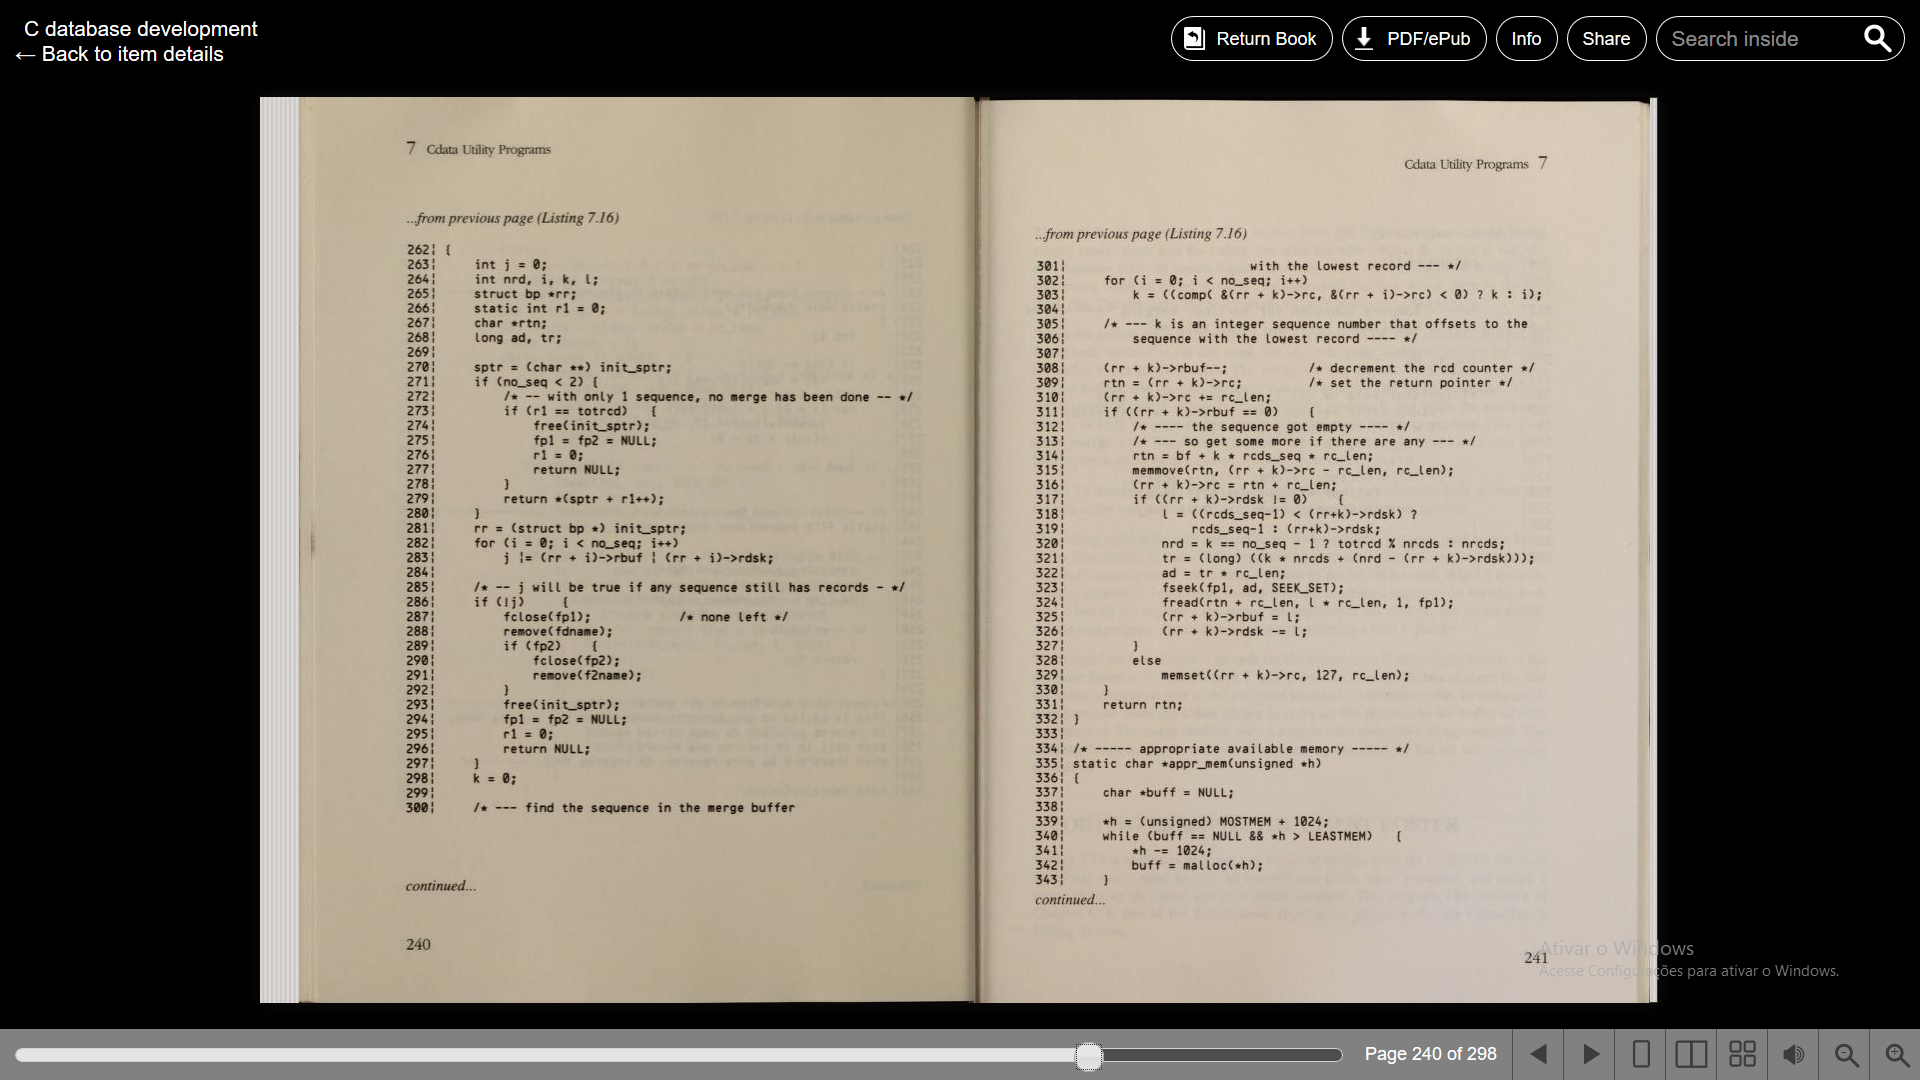 C database development
← Back to item details
Return Book
PDF/ePub
Info
Share
Search inside
7 Cdata Utility Programs
...from previous page (Listing 7.16)
262¦ {
263¦     int j = 0;
264¦     int nrd, i, k, l;
265¦     struct bp *rr;
266¦     static int r1 = 0;
267¦     char *rtn;
268¦     long ad, tr;
269¦
270¦     sptr = (char **) init_sptr;
271¦     if (no_seq < 2) {
272¦         /* -- with only 1 sequence, no merge has been done -- */
273¦         if (r1 == totrcd)   {
274¦             free(init_sptr);
275¦             fp1 = fp2 = NULL;
276¦             r1 = 0;
277¦             return NULL;
278¦         }
279¦         return *(sptr + r1++);
280¦     }
281¦     rr = (struct bp *) init_sptr;
282¦     for (i = 0; i < no_seq; i++)
283¦         j |= (rr + i)->rbuf | (rr + i)->rdsk;
284¦
285¦     /* -- j will be true if any sequence still has records - */
286¦     if (!j)     {
287¦         fclose(fp1);            /* none left */
288¦         remove(fdname);
289¦         if (fp2)    {
290¦             fclose(fp2);
291¦             remove(f2name);
292¦         }
293¦         free(init_sptr);
294¦         fp1 = fp2 = NULL;
295¦         r1 = 0;
296¦         return NULL;
297¦     }
298¦     k = 0;
299¦
300¦     /* --- find the sequence in the merge buffer
continued...
240
Cdata Utility Programs 7
...from previous page (Listing 7.16)
301¦                         with the lowest record --- */
302¦     for (i = 0; i < no_seq; i++)
303¦         k = ((comp( &(rr + k)->rc, &(rr + i)->rc) < 0) ? k : i);
304¦
305¦     /* --- k is an integer sequence number that offsets to the
306¦         sequence with the lowest record ---- */
307¦
308¦     (rr + k)->rbuf--;           /* decrement the rcd counter */
309¦     rtn = (rr + k)->rc;         /* set the return pointer */
310¦     (rr + k)->rc += rc_len;
311¦     if ((rr + k)->rbuf == 0)    {
312¦         /* ---- the sequence got empty ---- */
313¦         /* --- so get some more if there are any --- */
314¦         rtn = bf + k * rcds_seq * rc_len;
315¦         memmove(rtn, (rr + k)->rc - rc_len, rc_len);
316¦         (rr + k)->rc = rtn + rc_len;
317¦         if ((rr + k)->rdsk != 0)    {
318¦             l = ((rcds_seq-1) < (rr+k)->rdsk) ?
319¦                 rcds_seq-1 : (rr+k)->rdsk;
320¦             nrd = k == no_seq - 1 ? totrcd % nrcds : nrcds;
321¦             tr = (long) ((k * nrcds + (nrd - (rr + k)->rdsk)));
322¦             ad = tr * rc_len;
323¦             fseek(fp1, ad, SEEK_SET);
324¦             fread(rtn + rc_len, l * rc_len, 1, fp1);
325¦             (rr + k)->rbuf = l;
326¦             (rr + k)->rdsk -= l;
327¦         }
328¦         else
329¦             memset((rr + k)->rc, 127, rc_len);
330¦     }
331¦     return rtn;
332¦ }
333¦
334¦ /* ----- appropriate available memory ----- */
335¦ static char *appr_mem(unsigned *h)
336¦ {
337¦     char *buff = NULL;
338¦
339¦     *h = (unsigned) MOSTMEM + 1024;
340¦     while (buff == NULL && *h > LEASTMEM)   {
341¦         *h -= 1024;
342¦         buff = malloc(*h);
343¦     }
continued...
241
Ativar o Windows
Acesse Configurações para ativar o Windows.
Page 240 of 298